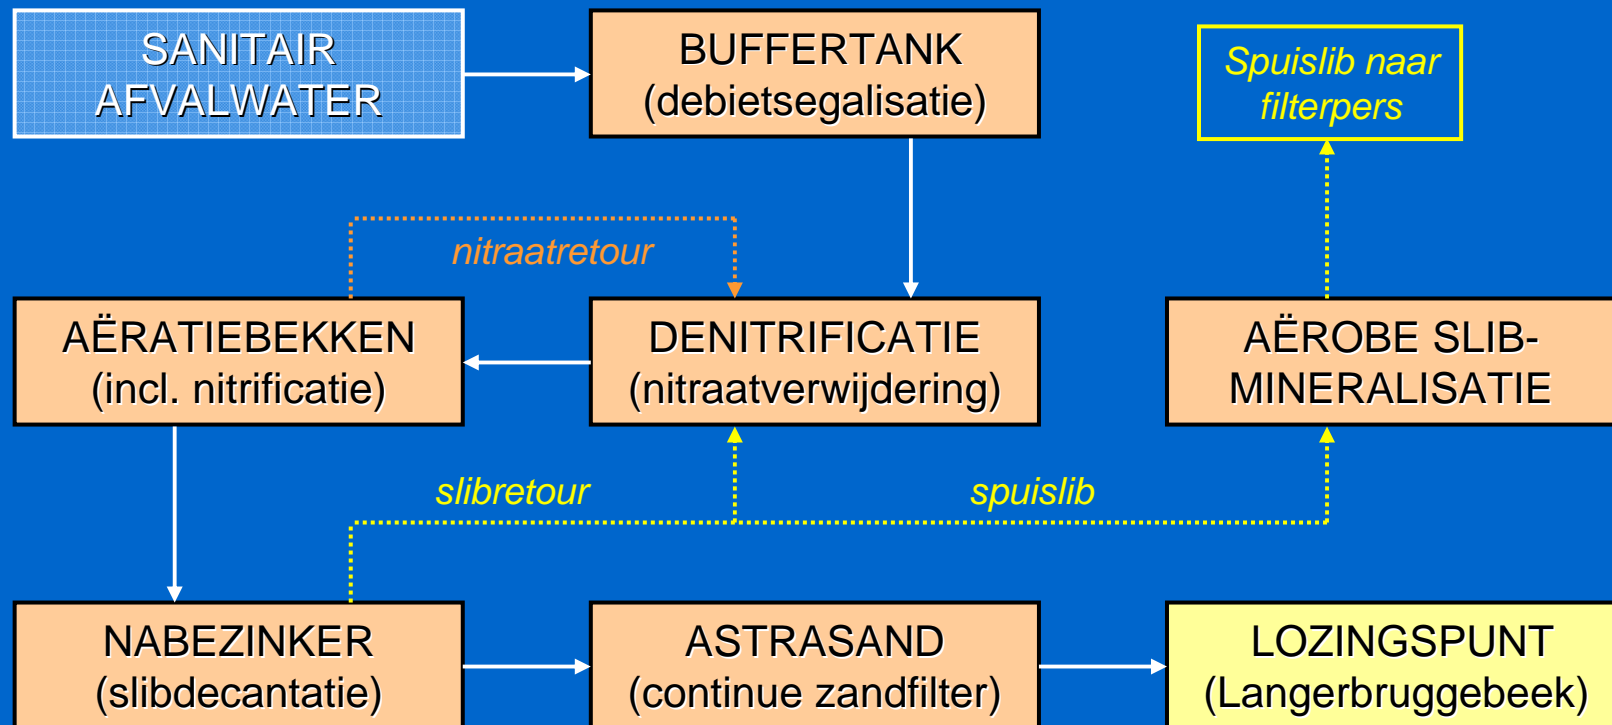 SANITAIR
AFVALWATER
BUFFERTANK
(debietsegalisatie)
Spuislib naar
filterpers
nitraatretour
AËRATIEBEKKEN
(incl. nitrificatie)
DENITRIFICATIE
(nitraatverwijdering)
AËROBE SLIB-
MINERALISATIE
slibretour
spuislib
NABEZINKER
(slibdecantatie)
ASTRASAND
(continue zandfilter)
LOZINGSPUNT
(Langerbruggebeek)